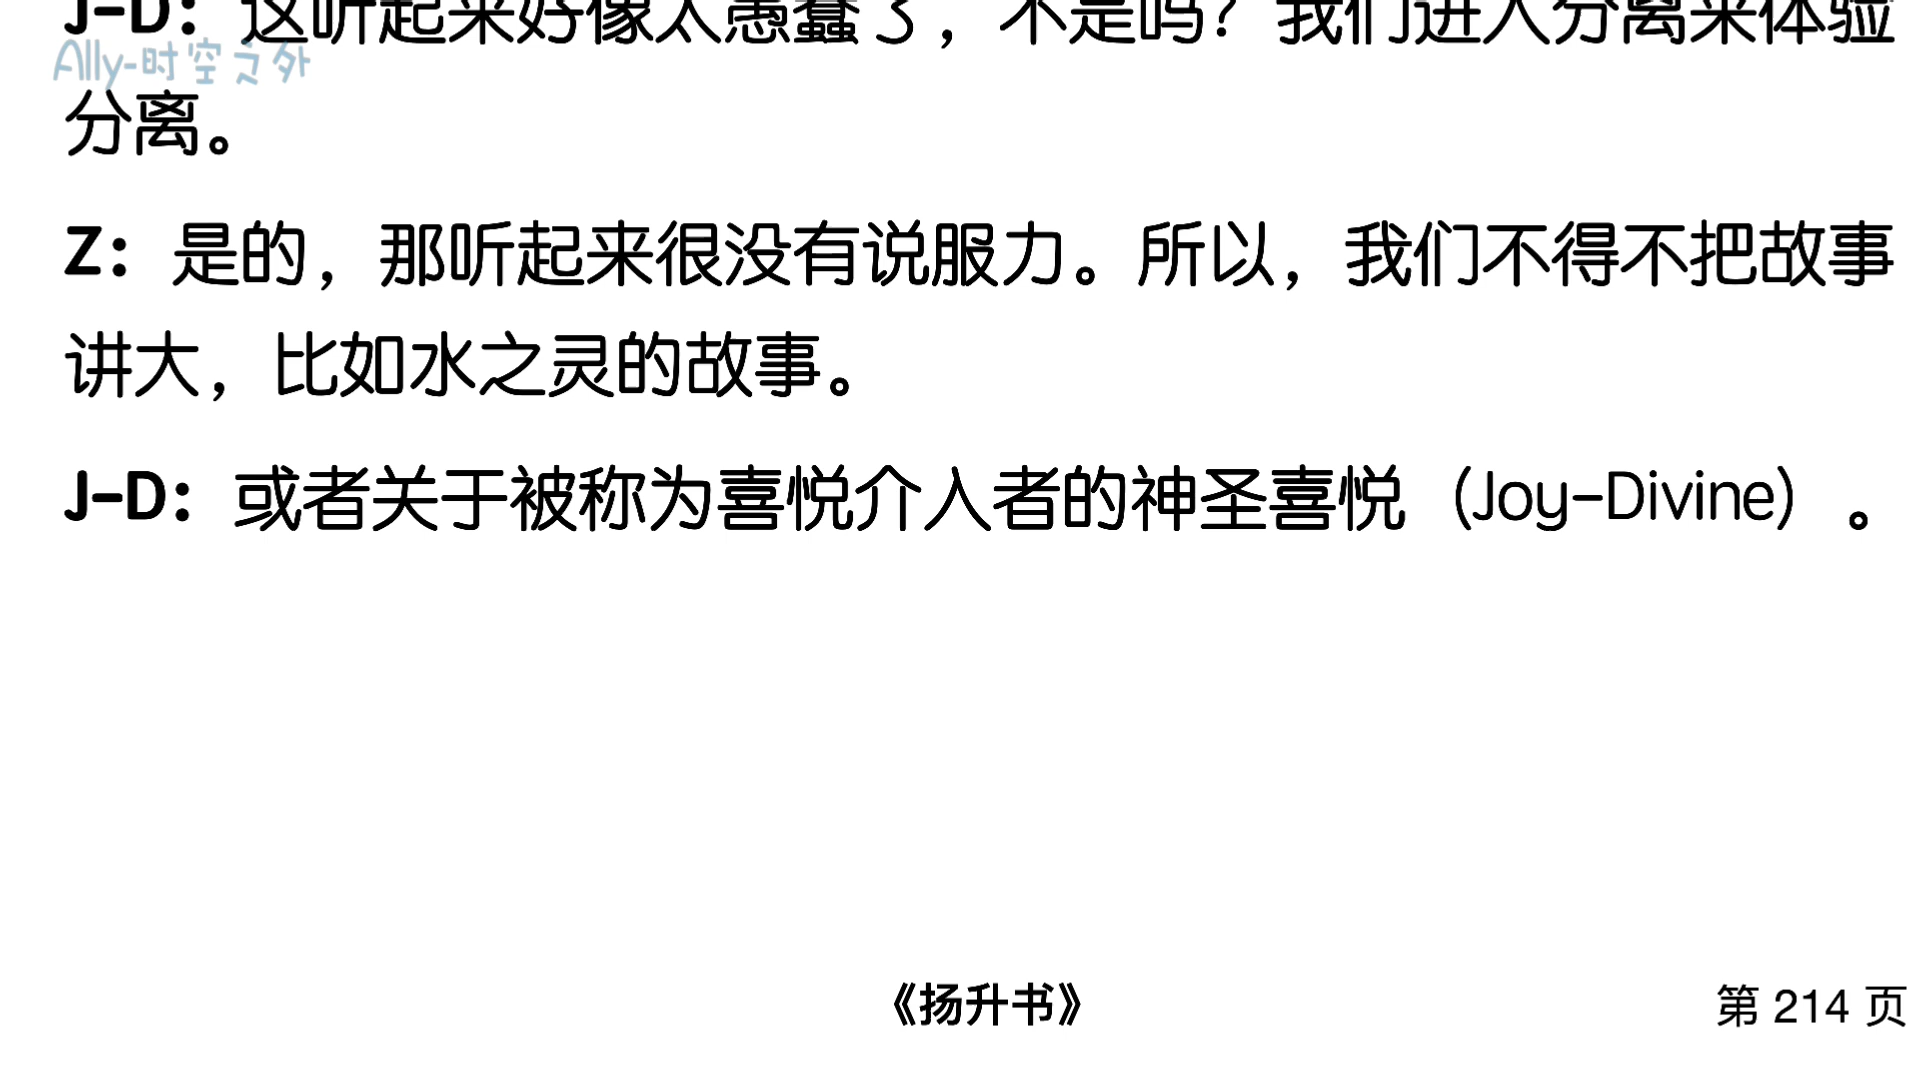 J-D：这听起来好像太愚蠢了，不是吗？我们进入分离来体验
Ally-时空之外
分离。
Z：是的，那听起来很没有说服力。所以，我们不得不把故事
讲大，比如水之灵的故事。
J-D：或者关于被称为喜悦介入者的神圣喜悦（Joy-Divine）。
《扬升书》
第 214 页